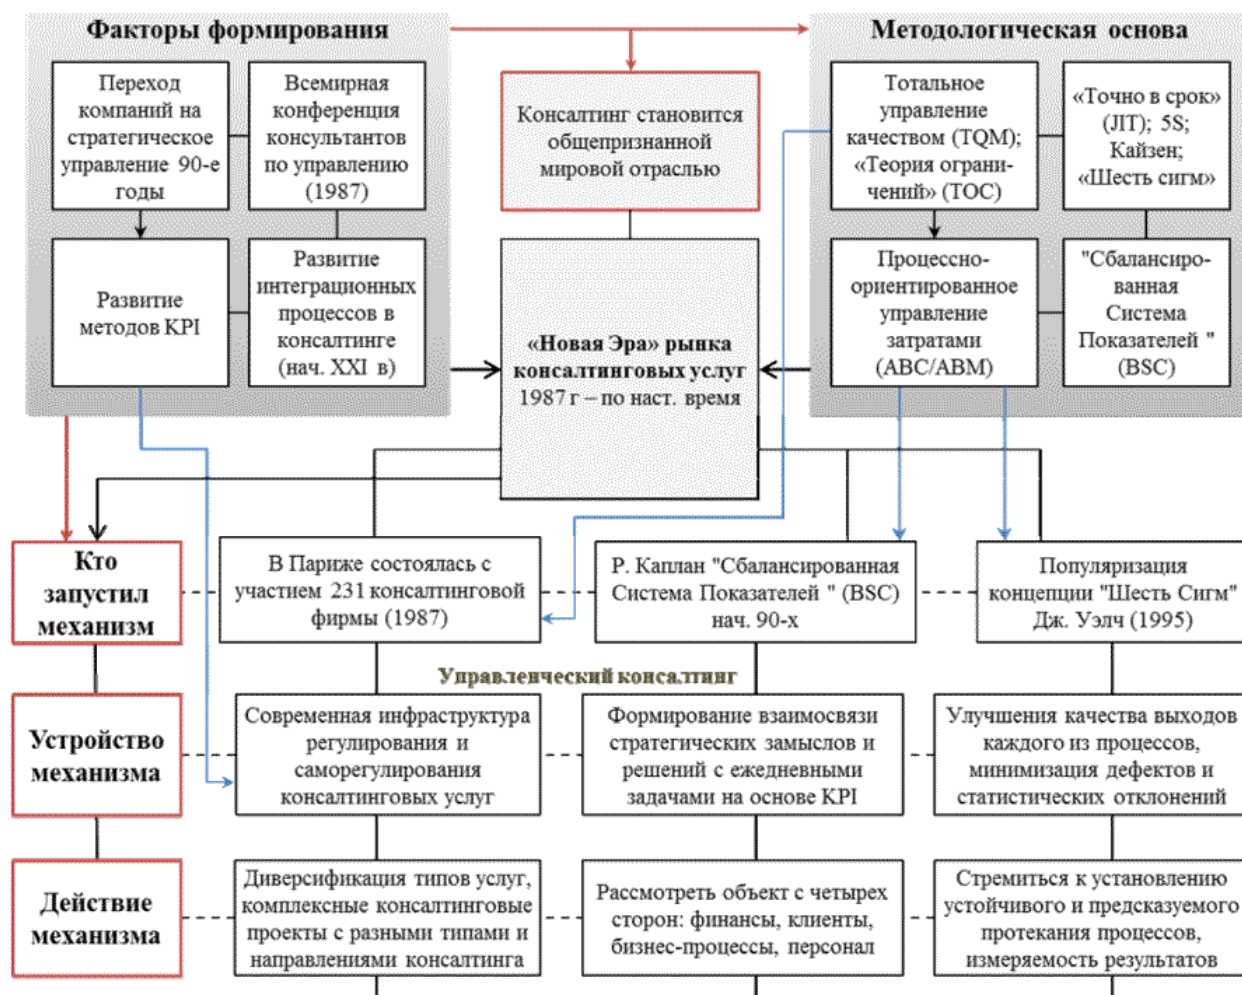 Факторы формирования
Переход
компаний на
стратегическое
управление 90-е
годы
Всемирная
конференция
консультантов
по управлению
(1987)
Развитие
методов KPI
Развитие
интеграционных
процессов в
консалтинге
(нач. XXI в)
Консалтинг становится
общепризнанной
мировой отраслью
«Новая Эра» рынка
консалтинговых услуг
1987 г – по наст. время
Методологическая основа
Тотальное
управление
качеством (TQM);
«Теория ограни-
чений» (TOC)
«Точно в срок»
(JIT); 5S;
Кайзен;
«Шесть сигм»
Процессно-
ориентированное
управление
затратами
(ABC/ABM)
"Сбалансиро-
ванная
Система
Показателей "
(BSC)
Кто
запустил
механизм
В Париже состоялась с
участием 231 консалтинговой
фирмы (1987)
Р. Каплан "Сбалансированная
Система Показателей " (BSC)
нач. 90-х
Популяризация
концепции "Шесть Сигм"
Дж. Уэлч (1995)
Управленческий консалтинг
Устройство
механизма
Современная инфраструктура
регулирования и
саморегулирования
консалтинговых услуг
Формирование взаимосвязи
стратегических замыслов и
решений с ежедневными
задачами на основе KPI
Улучшения качества выходов
каждого из процессов,
минимизация дефектов и
статистических отклонений
Действие
механизма
Диверсификация типов услуг,
комплексные консалтинговые
проекты с разными типами и
направлениями консалтинга
Рассмотреть объект с четырех
сторон: финансы, клиенты,
бизнес-процессы, персонал
Стремиться к установлению
устойчивого и предсказуемого
протекания процессов,
измеряемость результатов